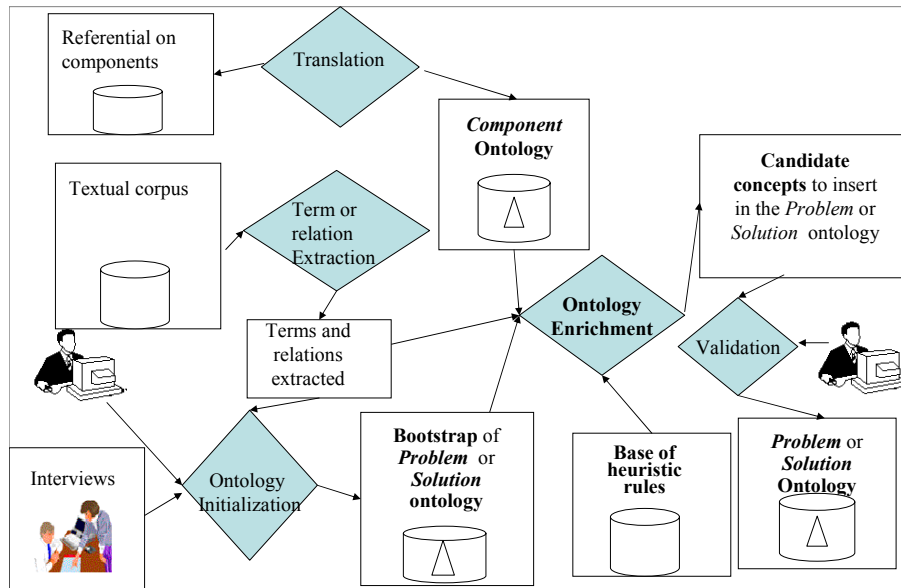 Referential on
components
Translation
Component
Ontology
Candidate
concepts to insert
in the Problem or
Solution ontology
Textual corpus
Term or
relation
Extraction
Ontology
Enrichment
Terms and
relations
extracted
Validation
Interviews
Ontology
Initialization
Bootstrap of
Problem or
Solution
ontology
Base of
heuristic
rules
Problem or
Solution
Ontology